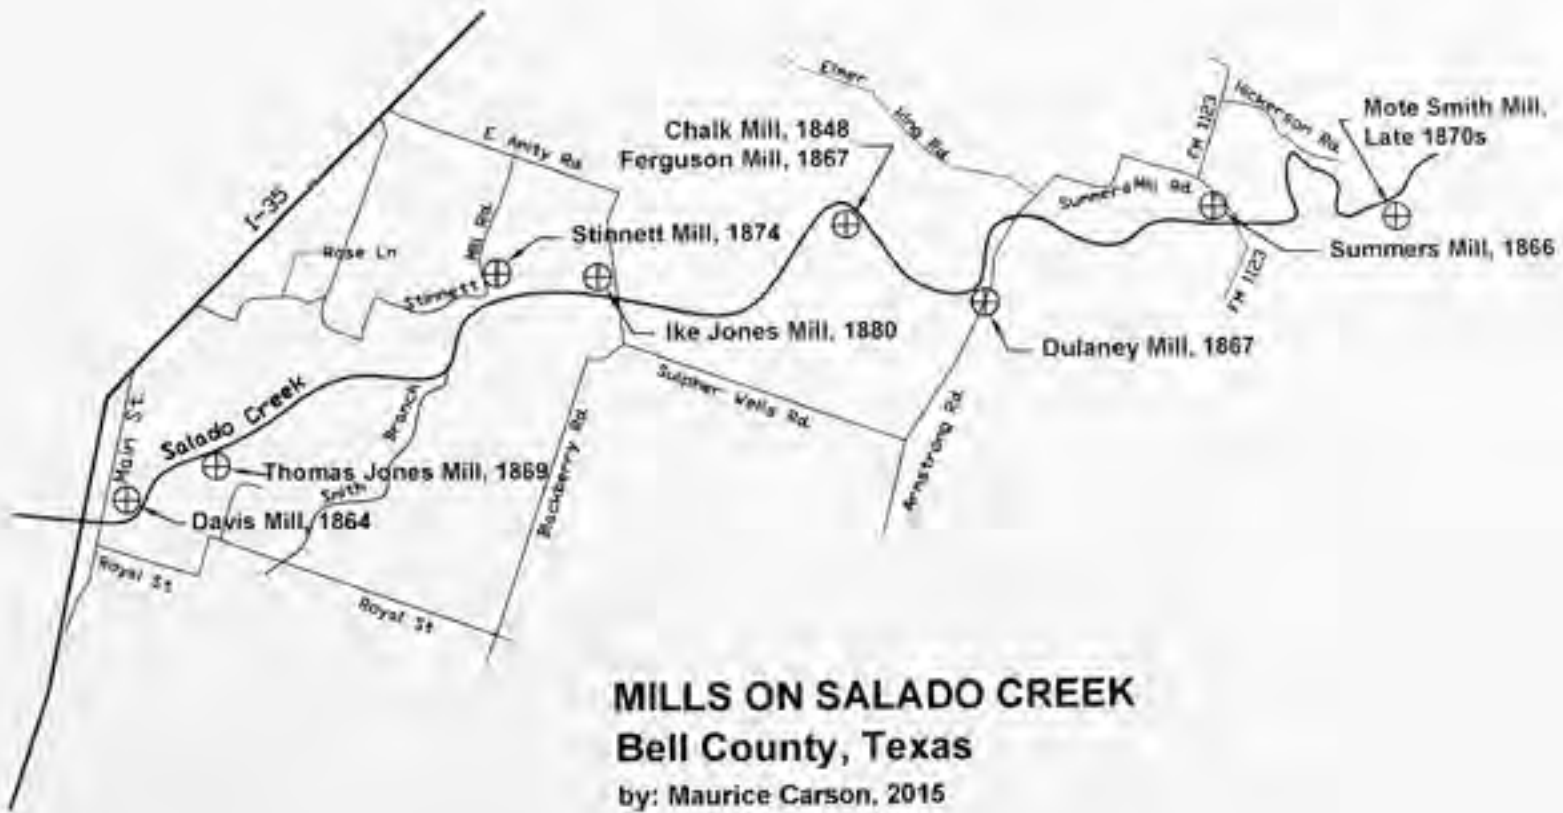 Elmer
King Rd.
FM 1123
Hickerson Rd.
Mote Smith Mill,
Late 1870s
Chalk Mill, 1848
Ferguson Mill, 1867
E Amity Rd
I-35
Mill Rd.
Summers Mill Rd.
Rose Ln
Stinnett Mill, 1874
Summers Mill, 1866
Stinnett
FM 1123
Ike Jones Mill, 1880
Dulaney Mill, 1867
Salado Creek
Main St.
Branch
Sulpher Wells Rd.
Blackberry Rd.
Armstrong Rd.
Thomas Jones Mill, 1869
Smith
Davis Mill, 1864
Royal St
Royal St
MILLS ON SALADO CREEK
Bell County, Texas
by: Maurice Carson, 2015